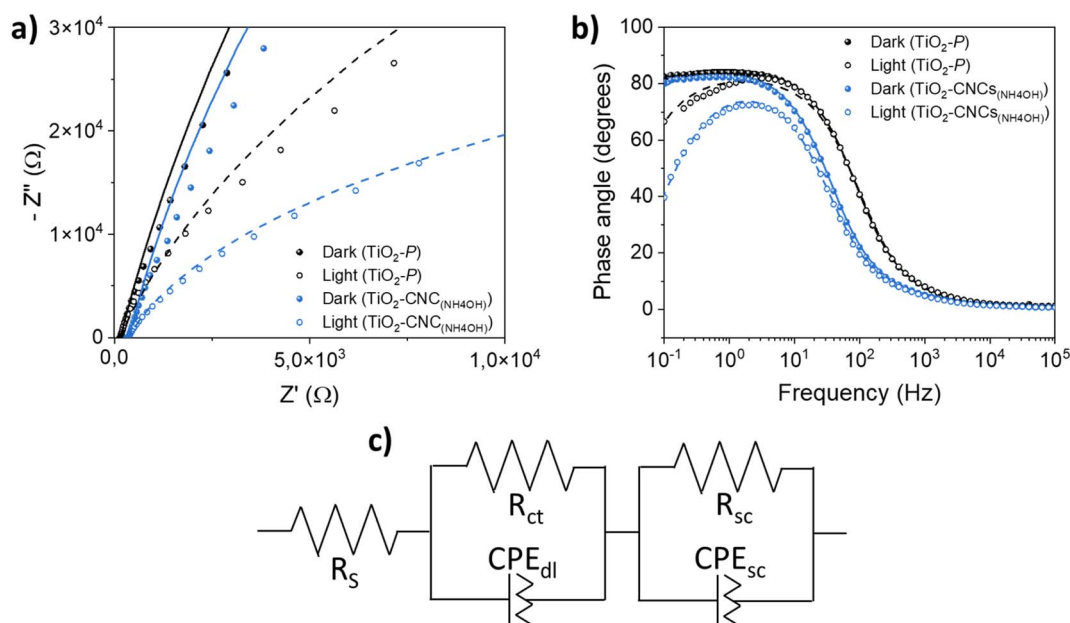 a)
3×10⁴
2×10⁴
1×10⁴
0
- Z'' (Ω)
Dark (TiO₂-P)
Light (TiO₂-P)
Dark (TiO₂-CNC(NH4OH))
Light (TiO₂-CNC(NH4OH))
0,0 5,0×10³ 1,0×10⁴
Z' (Ω)
b)
100
80
60
40
20
0
Phase angle (degrees)
Dark (TiO₂-P)
Light (TiO₂-P)
Dark (TiO₂-CNCs(NH4OH))
Light (TiO₂-CNCs(NH4OH))
10⁻¹ 10⁰ 10¹ 10² 10³ 10⁴ 10⁵
Frequency (Hz)
c)
Rct
Rsc
RS
CPEdl
CPEsc